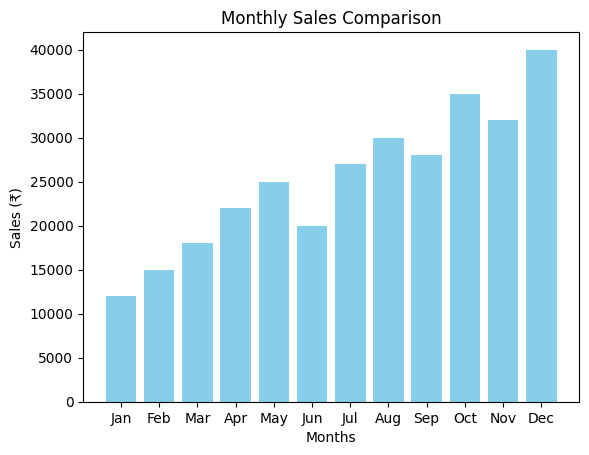 Monthly Sales Comparison
40000
35000
30000
25000
20000
15000
10000
5000
0
Sales (₹)
Jan Feb Mar Apr May Jun Jul Aug Sep Oct Nov Dec
Months